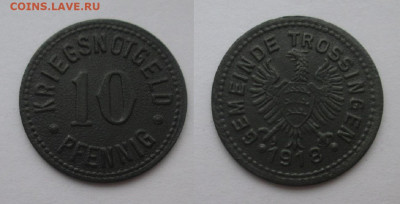 COINS.LAVE.RU
KRIEGSNOTGELD
10
PFENNIG
GEMEINDE TROSSINGEN
1918